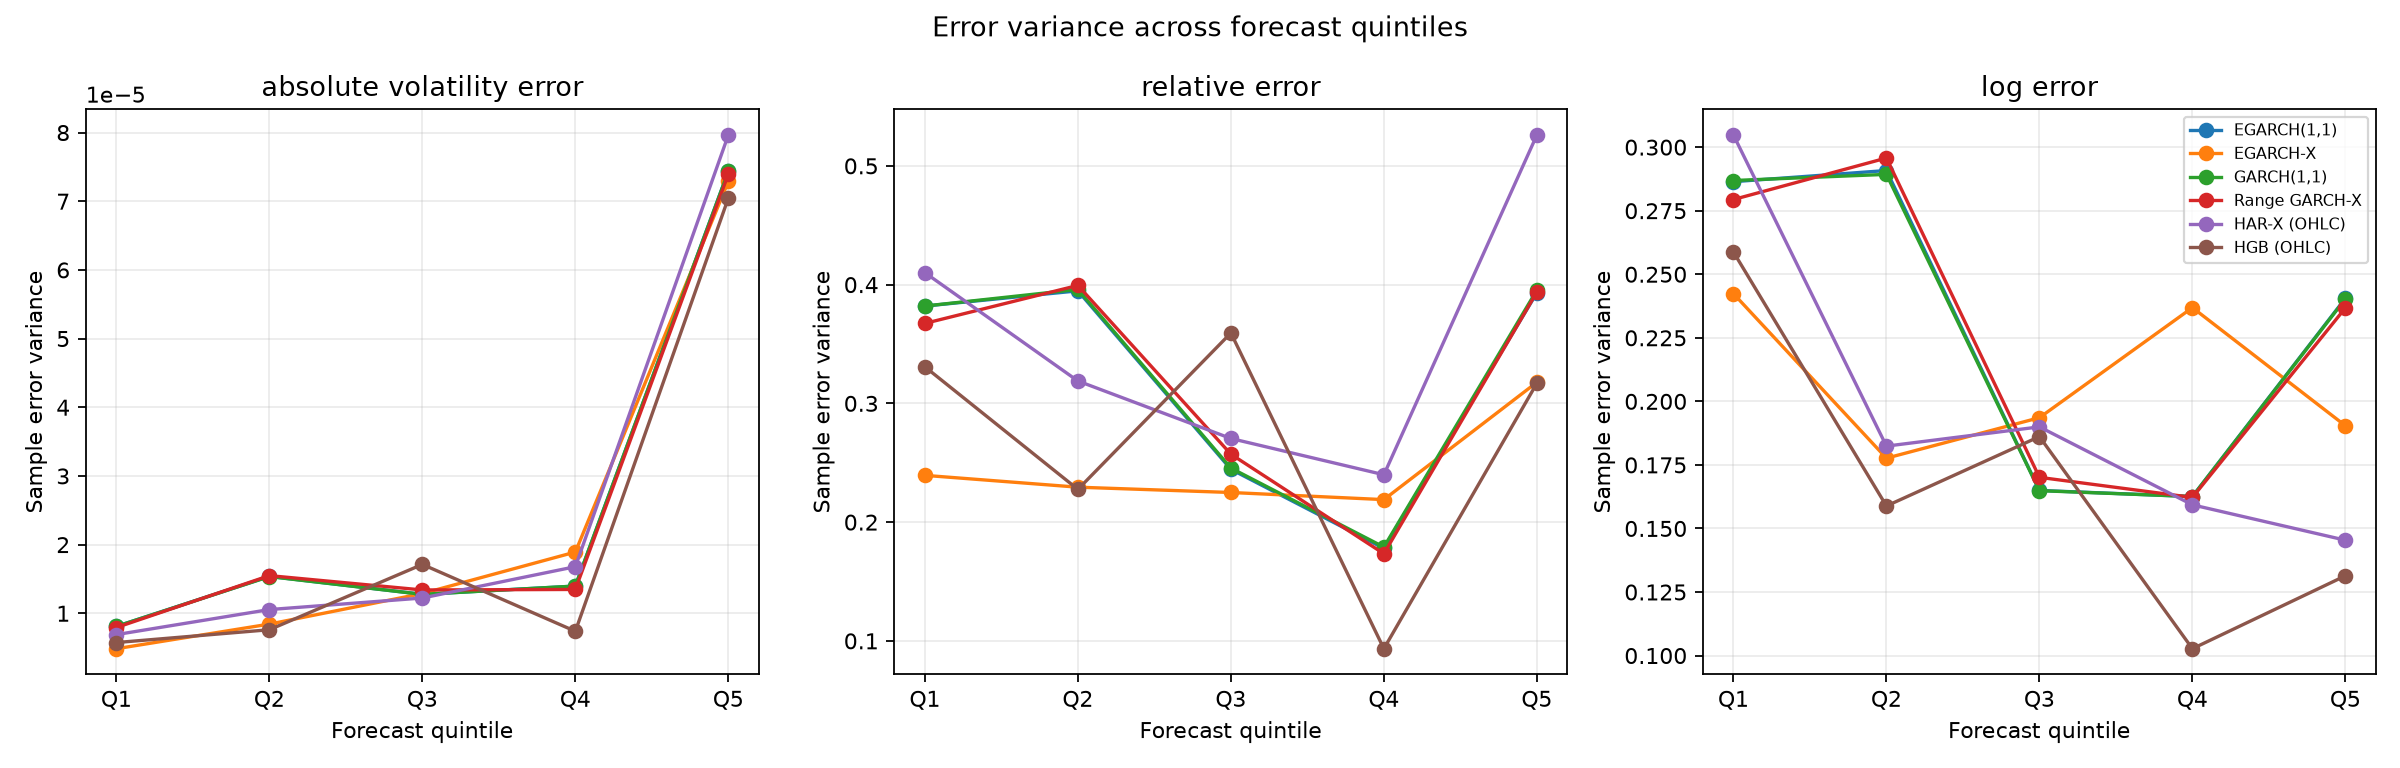 Error variance across forecast quintiles
absolute volatility error
1e−5
8
7
6
5
4
3
2
1
Sample error variance
Q1 Q2 Q3 Q4 Q5
Forecast quintile
relative error
0.5
0.4
0.3
0.2
0.1
Sample error variance
Q1 Q2 Q3 Q4 Q5
Forecast quintile
log error
0.300
0.275
0.250
0.225
0.200
0.175
0.150
0.125
0.100
Sample error variance
Q1 Q2 Q3 Q4 Q5
Forecast quintile
EGARCH(1,1)
EGARCH-X
GARCH(1,1)
Range GARCH-X
HAR-X (OHLC)
HGB (OHLC)